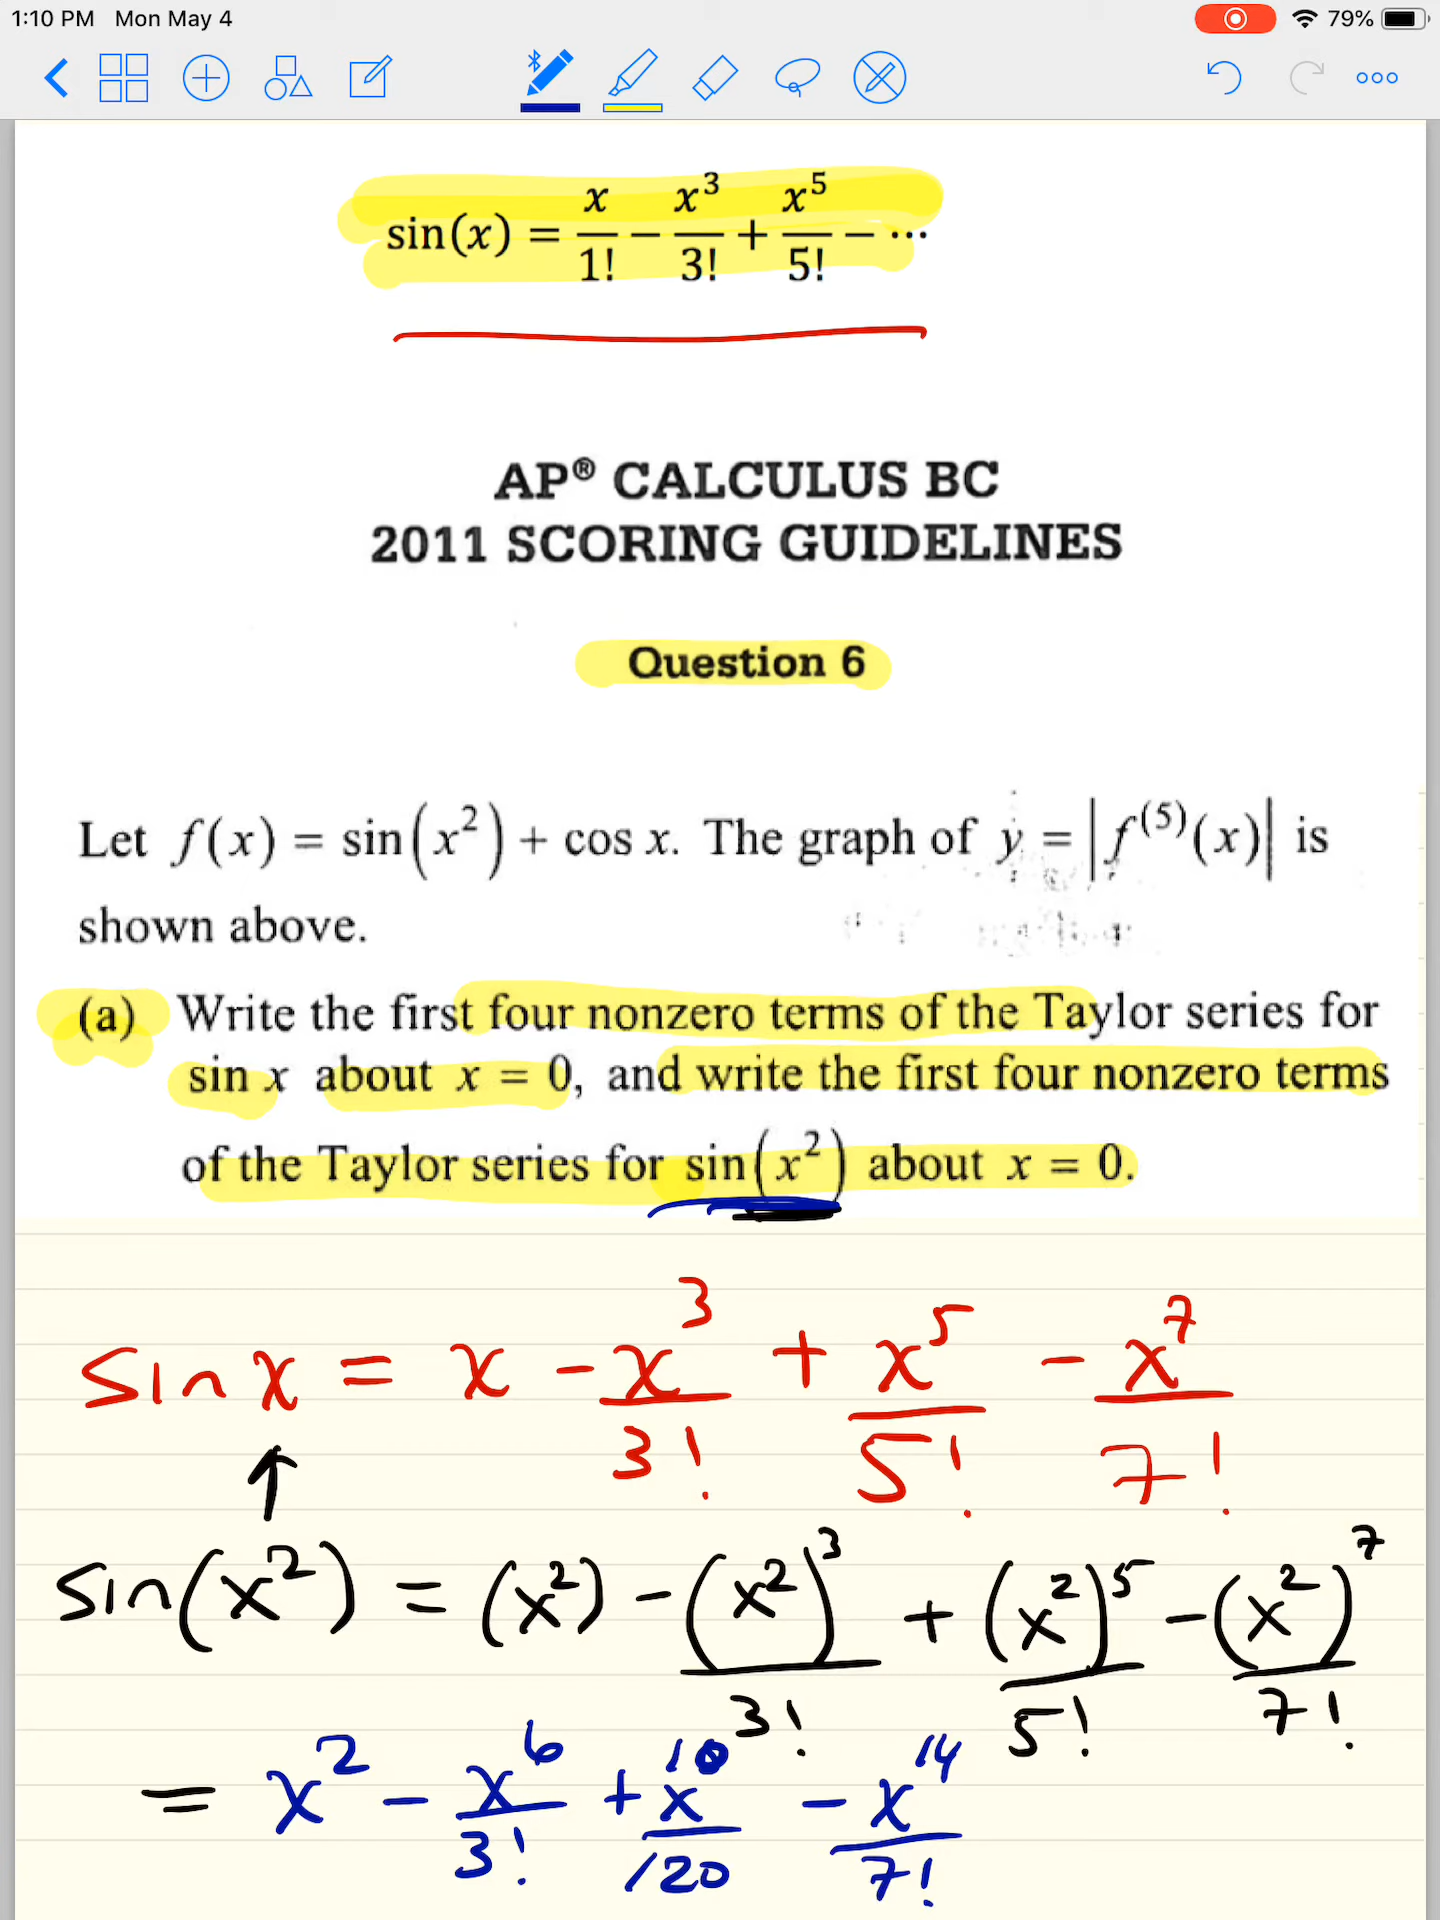 1:10 PM Mon May 4 79%
sin(x) = x/1! − x³/3! + x⁵/5! − ⋯
AP® CALCULUS BC
2011 SCORING GUIDELINES
Question 6
Let f(x) = sin(x²) + cos x. The graph of y = |f⁽⁵⁾(x)| is
shown above.
(a) Write the first four nonzero terms of the Taylor series for
sin x about x = 0, and write the first four nonzero terms
of the Taylor series for sin(x²) about x = 0.
sin x = x − x³/3! + x⁵/5! − x⁷/7!
sin(x²) = (x²) − (x²)³/3! + (x²)⁵/5! − (x²)⁷/7!
= x² − x⁶/3! + x¹⁰/120 − x¹⁴/7!